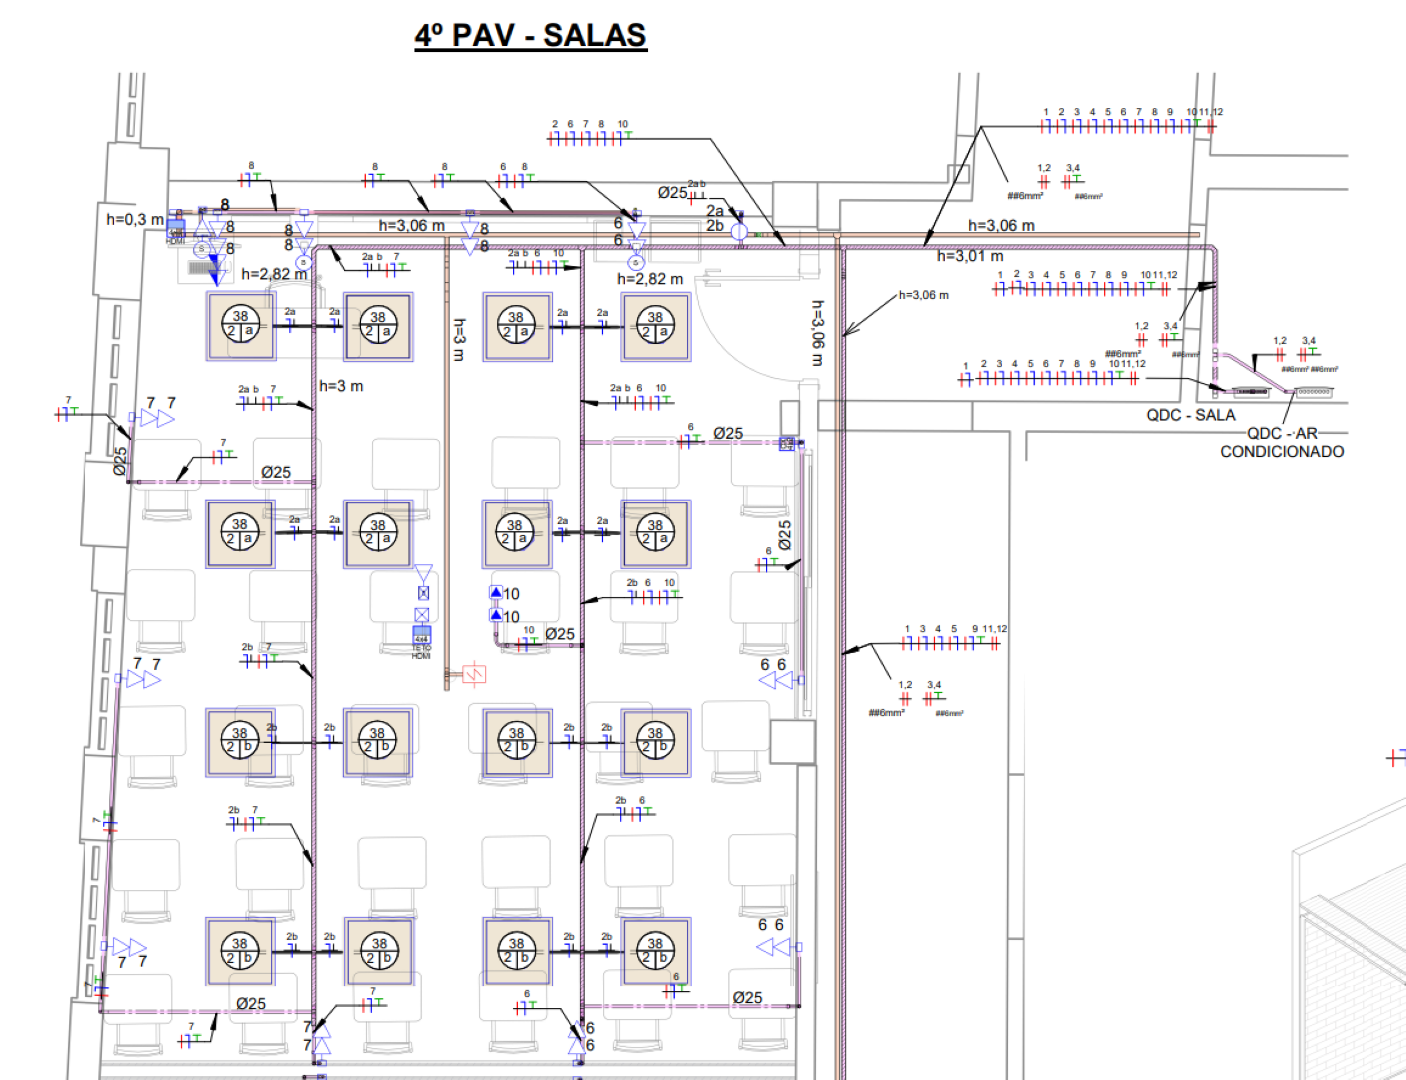 4º PAV - SALAS
1 2 3 4 5 6 7 8 9 10 11,12
2 6 7 8 10
1,2 3,4
##6mm² ##6mm²
8 8 8 6 8
Ø25 2a b
h=0,3 m
8
2a
2b
h=3,06 m
h=3,06 m
8 8 8 6
8 8 8 6
HDMI
S S S
h=3,01 m
2a b 7
2a b 6 10
h=2,82 m
h=2,82 m
1 2 3 4 5 6 7 8 9 10 11,12
h=3,06 m
h=3,06 m
h=3 m
38 2 a
2a 2a
38 2 a
38 2 a
2a 2a
38 2 a
1,2 3,4
##6mm² ##6mm²
1,2 3,4
##6mm² ##6mm²
1 2 3 4 5 6 7 8 9 10 11,12
h=3 m
2a b 7
2a b 6 10
7
7 7
QDC - SALA
QDC - AR
CONDICIONADO
6
Ø25
Ø25
7
Ø25
38 2 a
2a 2a
38 2 a
38 2 a
2a 2a
38 2 a
Ø25
6
10
10
2b 6 10
10
Ø25
4x4
TETO
HDMI
1 3 4 5 9 11,12
2b 7
7 7
6 6
1,2 3,4
##6mm² ##6mm²
38 2 b
2b 2b
38 2 b
38 2 b
2b 2b
38 2 b
2b 7
2b 6
7
6 6
38 2 b
2b 2b
38 2 b
38 2 b
2b 2b
38 2 b
7 7
7
6
Ø25
7
6
Ø25
7
7
7
6
6